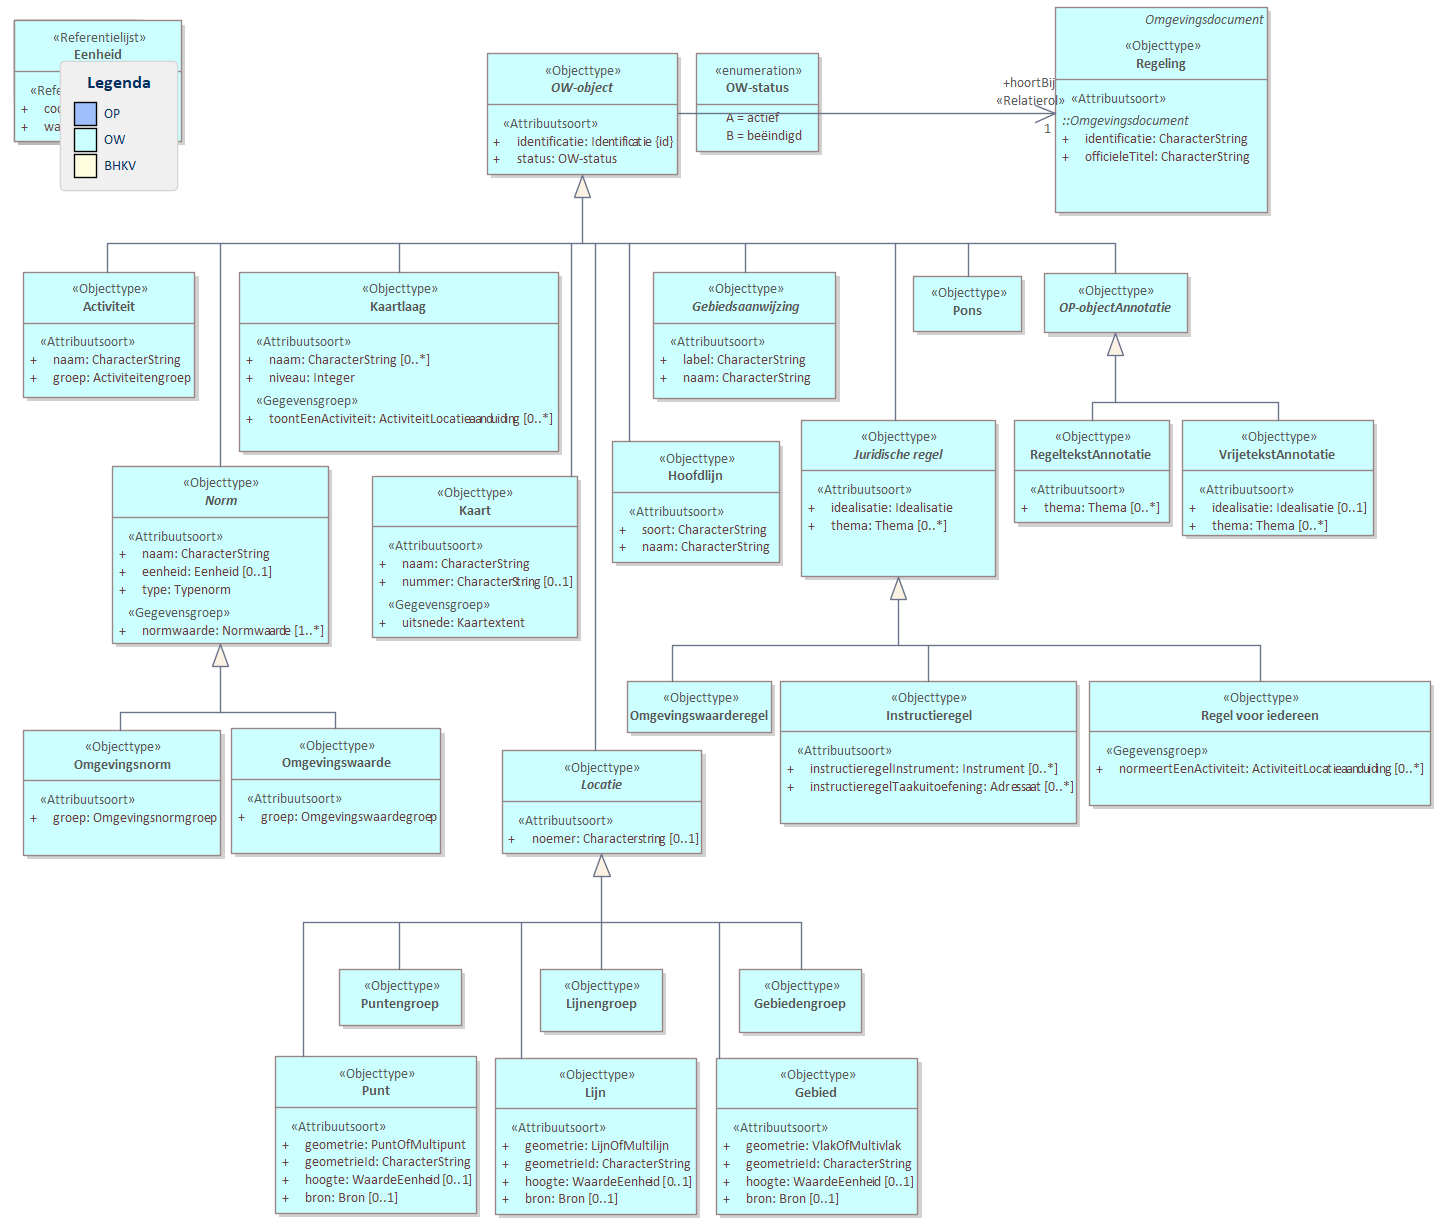 «Referentielijst»
Eenheid
«Refe
+ coo
+ wa
Legenda
OP
OW
BHKV
«Objecttype»
OW-object
«Attribuutsoort»
+ identificatie: Identificatie {id}
+ status: OW-status
«enumeration»
OW-status
A = actief
B = beëindigd
+hoortBij
«Relatierol»
1
Omgevingsdocument
«Objecttype»
Regeling
«Attribuutsoort»
::Omgevingsdocument
+ identificatie: CharacterString
+ officieleTitel: CharacterString
«Objecttype»
Activiteit
«Attribuutsoort»
+ naam: CharacterString
+ groep: Activiteitengroep
«Objecttype»
Kaartlaag
«Attribuutsoort»
+ naam: CharacterString [0..*]
+ niveau: Integer
«Gegevensgroep»
+ toontEenActiviteit: ActiviteitLocatieaanduiding [0..*]
«Objecttype»
Gebiedsaanwijzing
«Attribuutsoort»
+ label: CharacterString
+ naam: CharacterString
«Objecttype»
Pons
«Objecttype»
OP-objectAnnotatie
«Objecttype»
Norm
«Attribuutsoort»
+ naam: CharacterString
+ eenheid: Eenheid [0..1]
+ type: Typenorm
«Gegevensgroep»
+ normwaarde: Normwaarde [1..*]
«Objecttype»
Kaart
«Attribuutsoort»
+ naam: CharacterString
+ nummer: CharacterString [0..1]
«Gegevensgroep»
+ uitsnede: Kaartextent
«Objecttype»
Hoofdlijn
«Attribuutsoort»
+ soort: CharacterString
+ naam: CharacterString
«Objecttype»
Juridische regel
«Attribuutsoort»
+ idealisatie: Idealisatie
+ thema: Thema [0..*]
«Objecttype»
RegeltekstAnnotatie
«Attribuutsoort»
+ thema: Thema [0..*]
«Objecttype»
VrijetekstAnnotatie
«Attribuutsoort»
+ idealisatie: Idealisatie [0..1]
+ thema: Thema [0..*]
«Objecttype»
Omgevingsnorm
«Attribuutsoort»
+ groep: Omgevingsnormgroep
«Objecttype»
Omgevingswaarde
«Attribuutsoort»
+ groep: Omgevingswaardegroep
«Objecttype»
Omgevingswaarderegel
«Objecttype»
Instructieregel
«Attribuutsoort»
+ instructieregelInstrument: Instrument [0..*]
+ instructieregelTaakuitoefening: Adressaat [0..*]
«Objecttype»
Regel voor iedereen
«Gegevensgroep»
+ normeertEenActiviteit: ActiviteitLocatieaanduiding [0..*]
«Objecttype»
Locatie
«Attribuutsoort»
+ noemer: Characterstring [0..1]
«Objecttype»
Puntengroep
«Objecttype»
Lijnengroep
«Objecttype»
Gebiedengroep
«Objecttype»
Punt
«Attribuutsoort»
+ geometrie: PuntOfMultipunt
+ geometrieId: CharacterString
+ hoogte: WaardeEenheid [0..1]
+ bron: Bron [0..1]
«Objecttype»
Lijn
«Attribuutsoort»
+ geometrie: LijnOfMultilijn
+ geometrieId: CharacterString
+ hoogte: WaardeEenheid [0..1]
+ bron: Bron [0..1]
«Objecttype»
Gebied
«Attribuutsoort»
+ geometrie: VlakOfMultivlak
+ geometrieId: CharacterString
+ hoogte: WaardeEenheid [0..1]
+ bron: Bron [0..1]